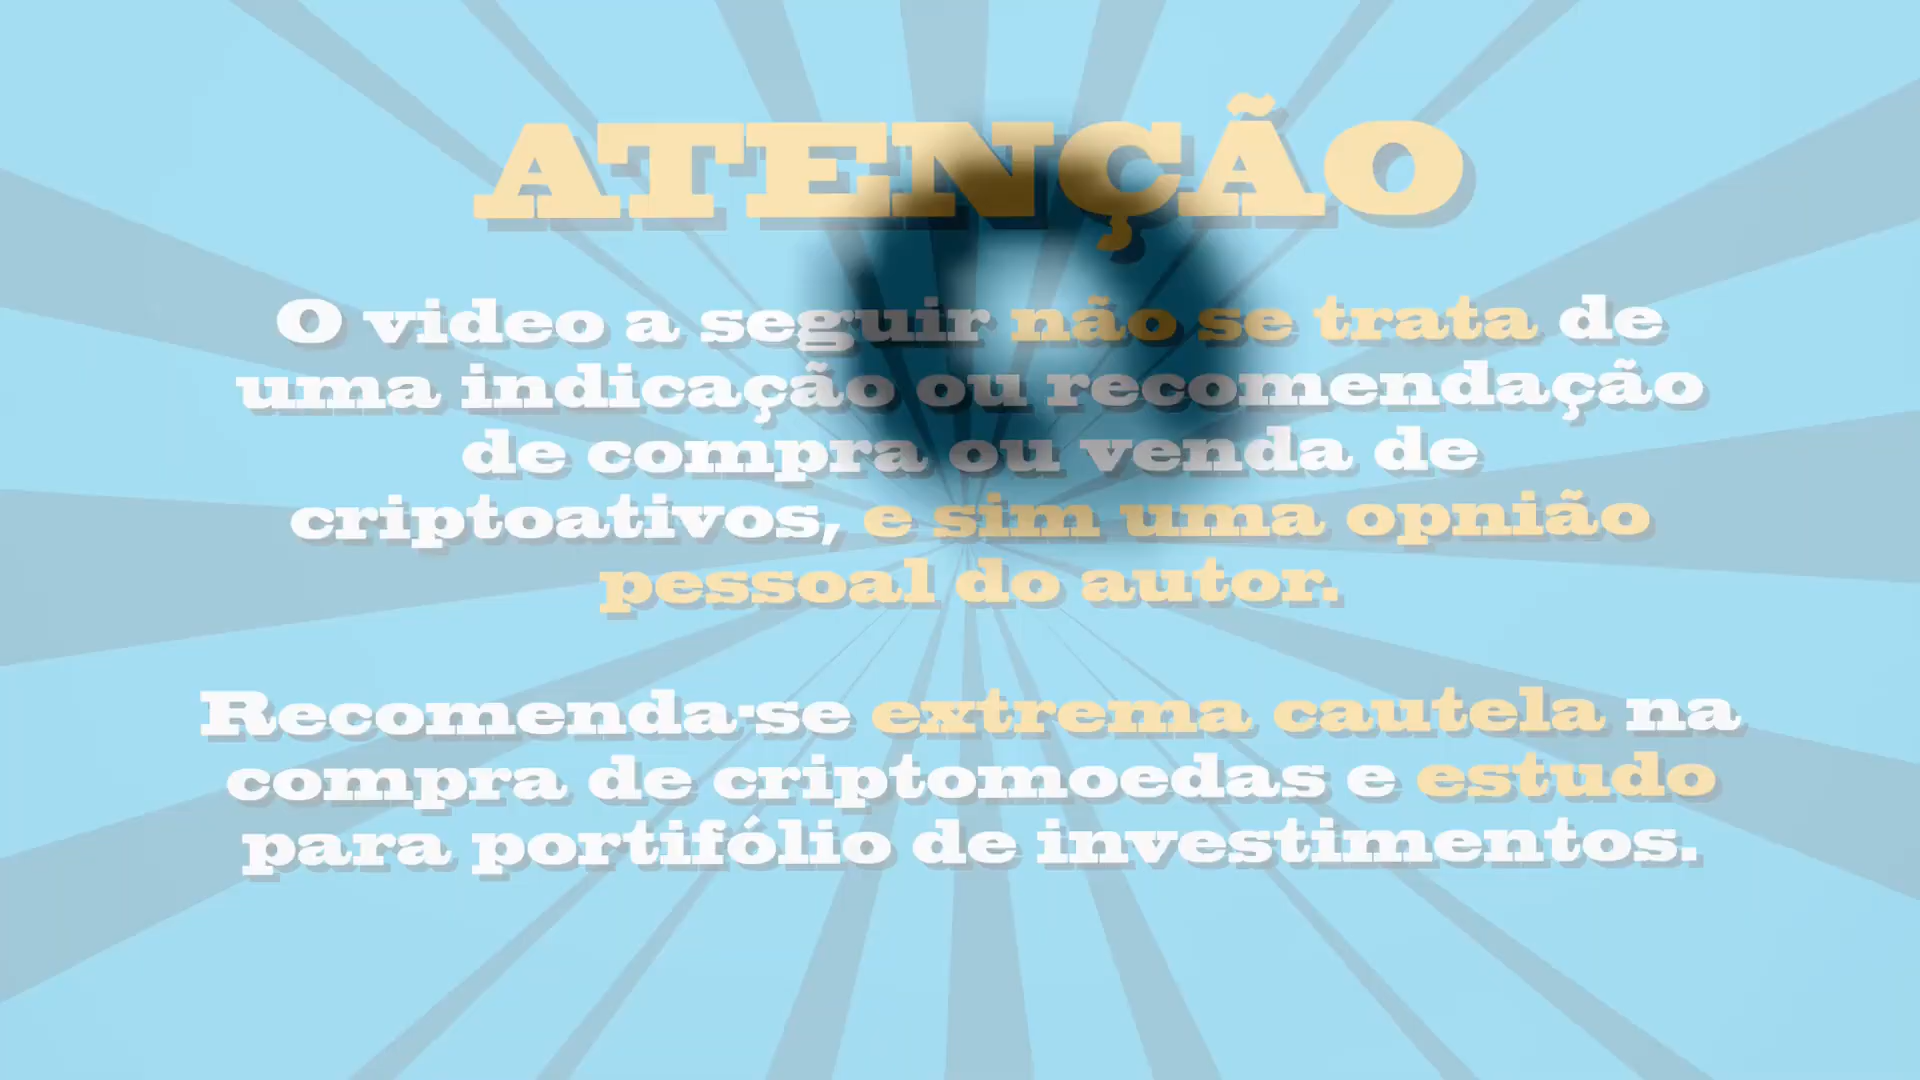 ATENÇÃO
O video a seguir não se trata de
uma indicação ou recomendação
de compra ou venda de
criptoativos, e sim uma opnião
pessoal do autor.
Recomenda-se extrema cautela na
compra de criptomoedas e estudo
para portifólio de investimentos.